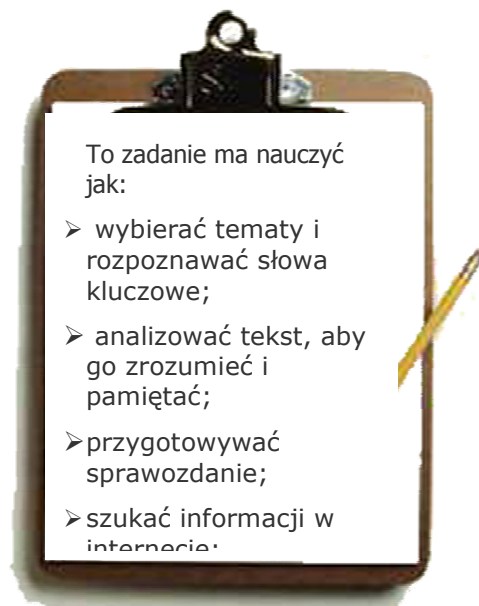 To zadanie ma nauczyć
jak:
➢ wybierać tematy i
rozpoznawać słowa
kluczowe;
➢ analizować tekst, aby
go zrozumieć i
pamiętać;
➢ przygotowywać
sprawozdanie;
➢ szukać informacji w
internecie;